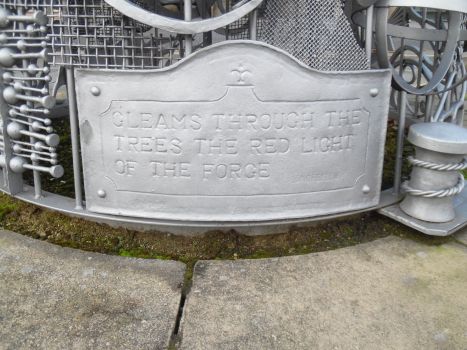 GLEAMS THROUGH THE
TREES THE RED LIGHT
OF THE FORGE